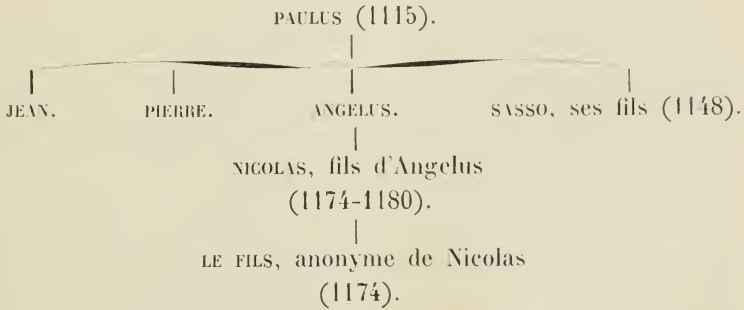 PAULUS (1115).
JEAN. PIERRE. ANGELUS. SASSO, ses fils (1148).
NICOLAS, fils d'Angelus
(1174-1180).
LE FILS, anonyme de Nicolas
(1174).